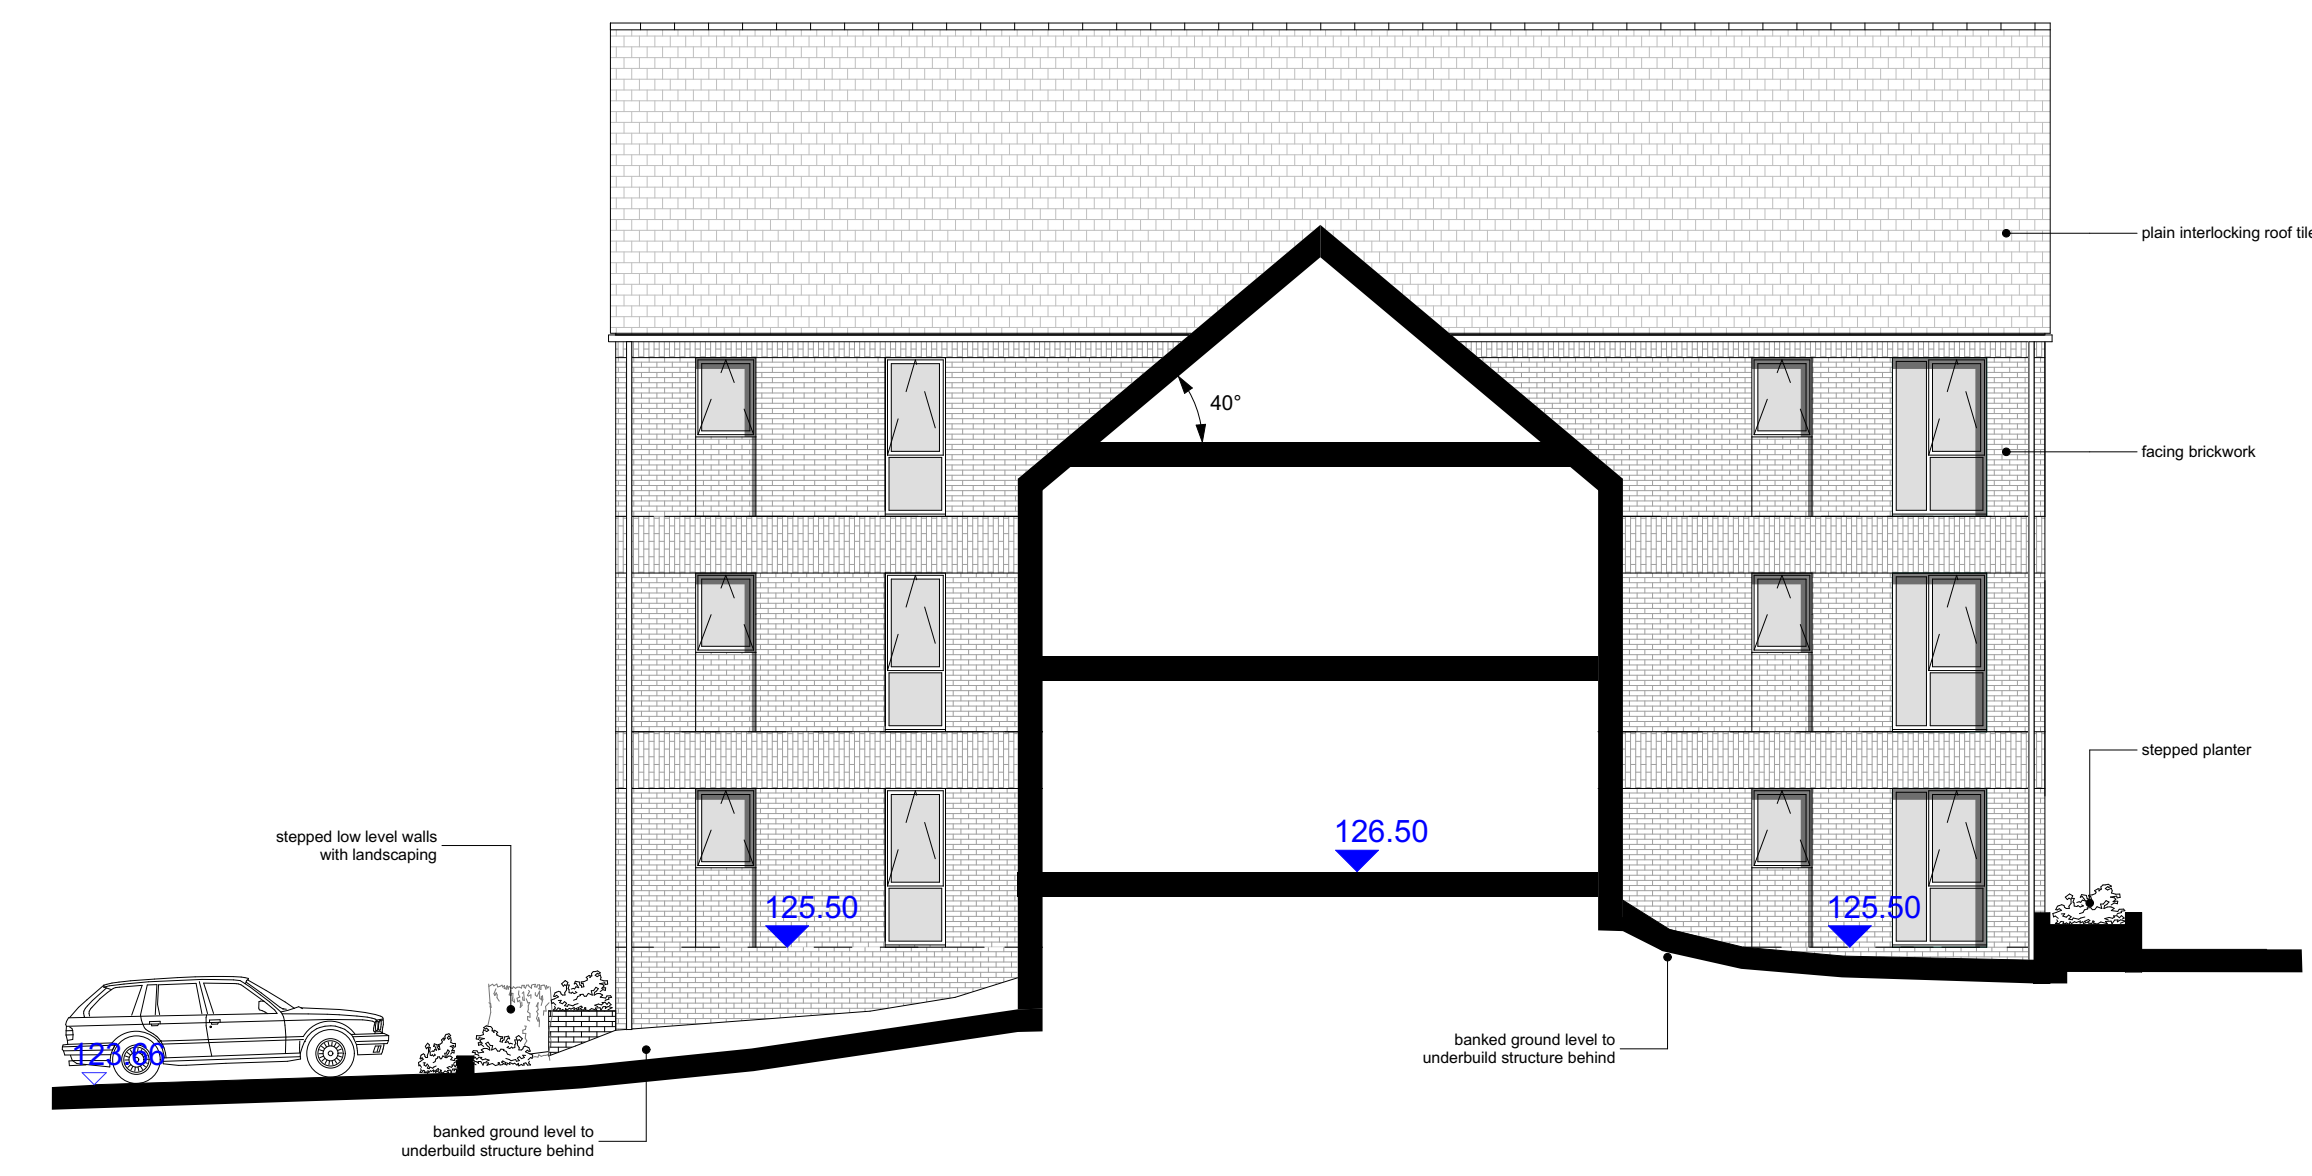 plain interlocking roof tile
40°
facing brickwork
stepped planter
126.50
stepped low level walls
with landscaping
125.50
125.50
123.66
banked ground level to
underbuild structure behind
banked ground level to
underbuild structure behind